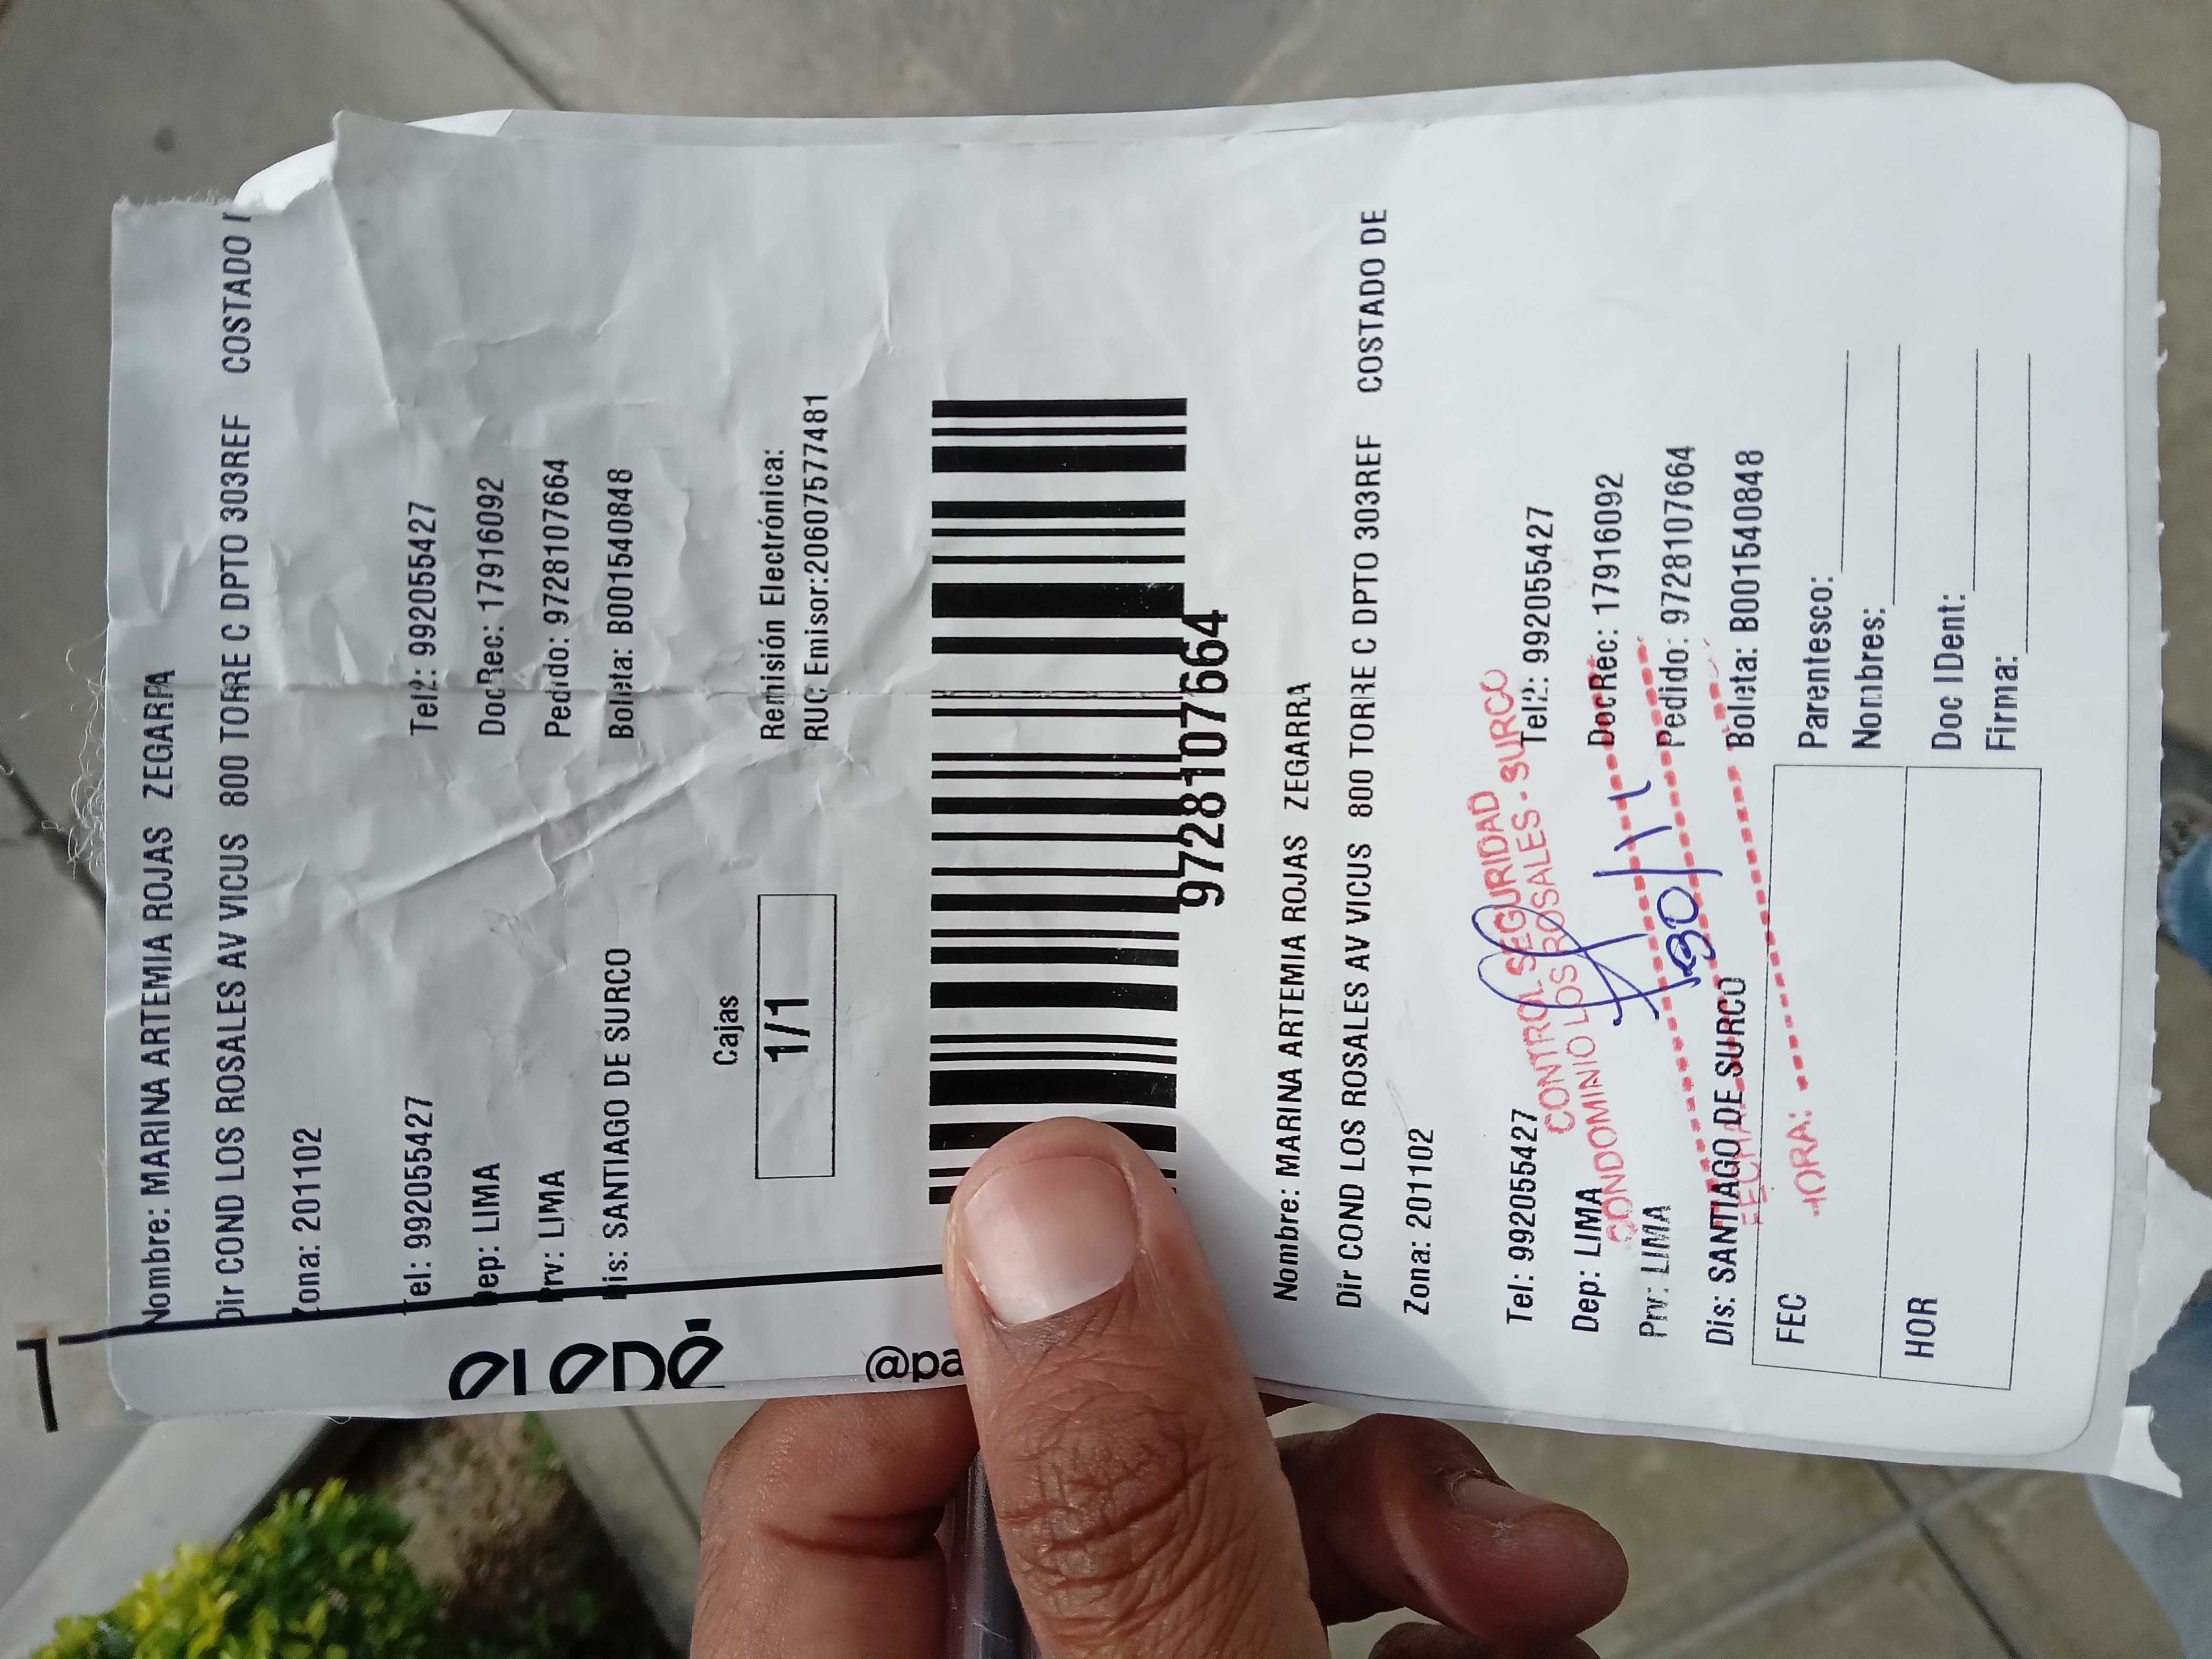 Nombre: MARINA ARTEMIA ROJAS ZEGARRA
Dir COND LOS ROSALES AV VICUS 800 TORRE C DPTO 303REF COSTADO
Zona: 201102
Tel: 992055427 Tel2: 992055427
Dep: LIMA DocRec: 17916092
Prv: LIMA Pedido: 9728107664
Dis: SANTIAGO DE SURCO Boleta: B001540848
Cajas
1/1
Remisión Electrónica:
RUC Emisor:20607577481
@pa
9728107664
Nombre: MARINA ARTEMIA ROJAS ZEGARRA
Dir COND LOS ROSALES AV VICUS 800 TORRE C DPTO 303REF COSTADO DE
Zona: 201102
Tel: 992055427 Tel2: 992055427
Dep: LIMA DocRec: 17916092
Prv: LIMA Pedido: 9728107664
Dis: SANTIAGO DE SURCO Boleta: B001540848
CONTROL SEGURIDAD
CONDOMINIO LOS ROSALES - SURCO
30/11
FECHA
HORA:
FEC
HOR
Parentesco:
Nombres:
Doc IDent:
Firma: